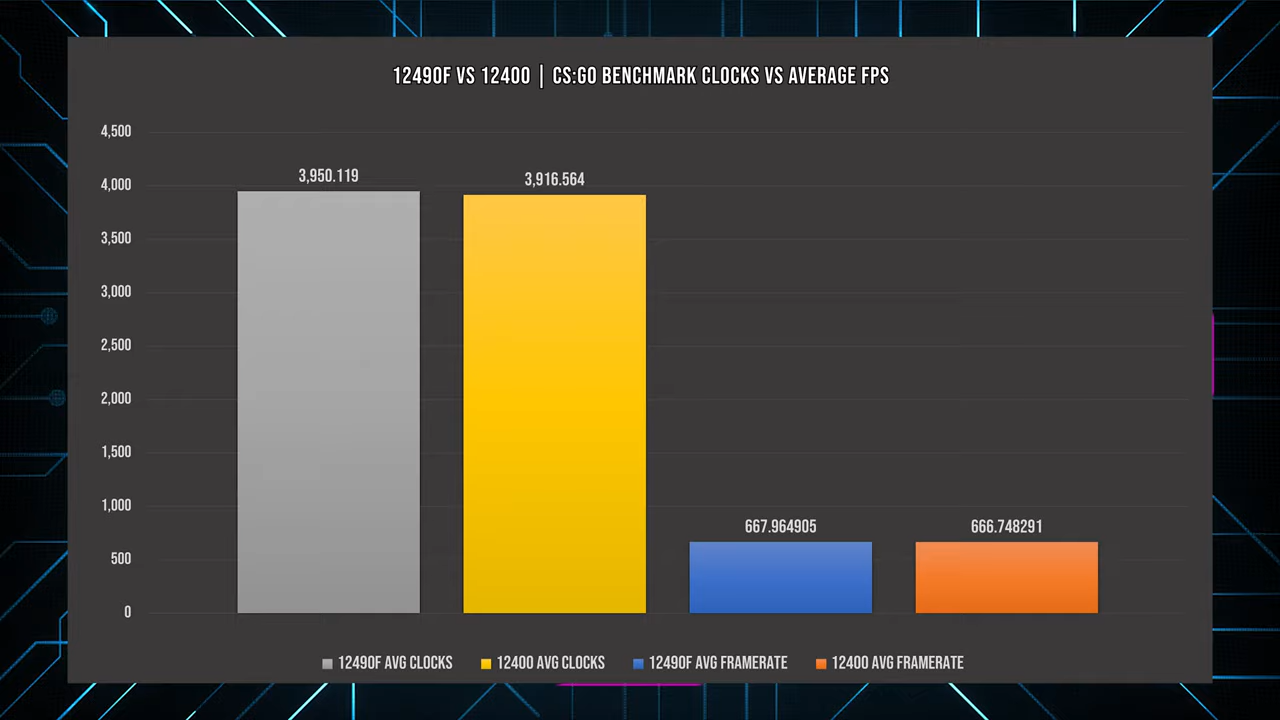 12490F VS 12400 | CS:GO BENCHMARK CLOCKS VS AVERAGE FPS
4,500
4,000
3,500
3,000
2,500
2,000
1,500
1,000
500
0
3,950.119
3,916.564
667.964905
666.748291
12490F AVG CLOCKS
12400 AVG CLOCKS
12490F AVG FRAMERATE
12400 AVG FRAMERATE